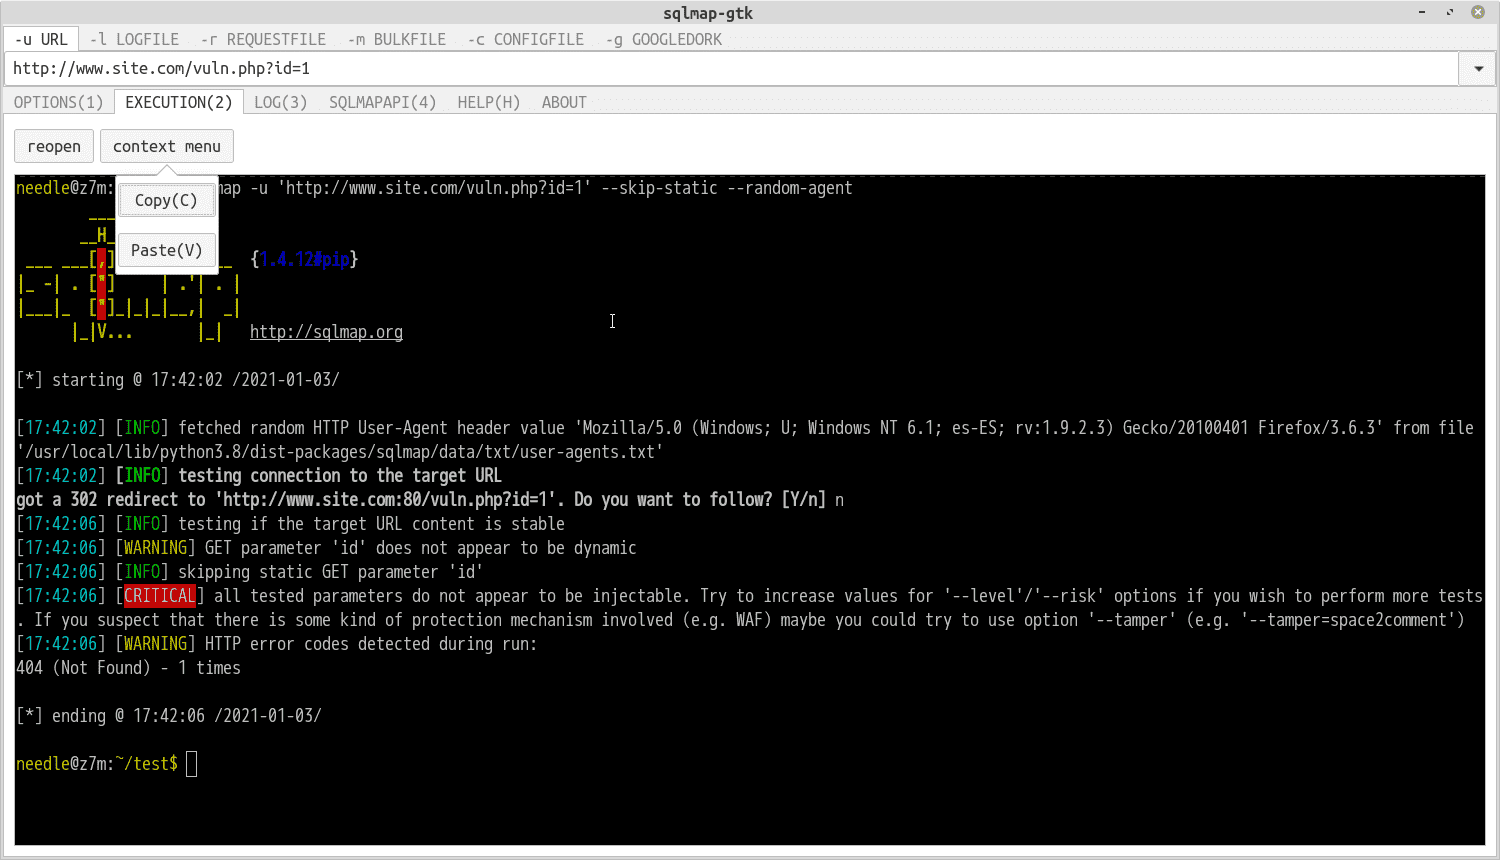 sqlmap-gtk
-u URL -l LOGFILE -r REQUESTFILE -m BULKFILE -c CONFIGFILE -g GOOGLEDORK
http://www.site.com/vuln.php?id=1
OPTIONS(1) EXECUTION(2) LOG(3) SQLMAPAPI(4) HELP(H) ABOUT
reopen context menu
needle@z7m: map -u 'http://www.site.com/vuln.php?id=1' --skip-static --random-agent
Copy(C)
Paste(V)
___
__H_
___ ___[,] __ {1.4.12#pip}
|_ -| . ["] | .'| . |
|___|_ ["]_|_|_|__,| _|
|_|V... |_| http://sqlmap.org
[*] starting @ 17:42:02 /2021-01-03/
[17:42:02] [INFO] fetched random HTTP User-Agent header value 'Mozilla/5.0 (Windows; U; Windows NT 6.1; es-ES; rv:1.9.2.3) Gecko/20100401 Firefox/3.6.3' from file
'/usr/local/lib/python3.8/dist-packages/sqlmap/data/txt/user-agents.txt'
[17:42:02] [INFO] testing connection to the target URL
got a 302 redirect to 'http://www.site.com:80/vuln.php?id=1'. Do you want to follow? [Y/n] n
[17:42:06] [INFO] testing if the target URL content is stable
[17:42:06] [WARNING] GET parameter 'id' does not appear to be dynamic
[17:42:06] [INFO] skipping static GET parameter 'id'
[17:42:06] [CRITICAL] all tested parameters do not appear to be injectable. Try to increase values for '--level'/'--risk' options if you wish to perform more tests
. If you suspect that there is some kind of protection mechanism involved (e.g. WAF) maybe you could try to use option '--tamper' (e.g. '--tamper=space2comment')
[17:42:06] [WARNING] HTTP error codes detected during run:
404 (Not Found) - 1 times
[*] ending @ 17:42:06 /2021-01-03/
needle@z7m:~/test$